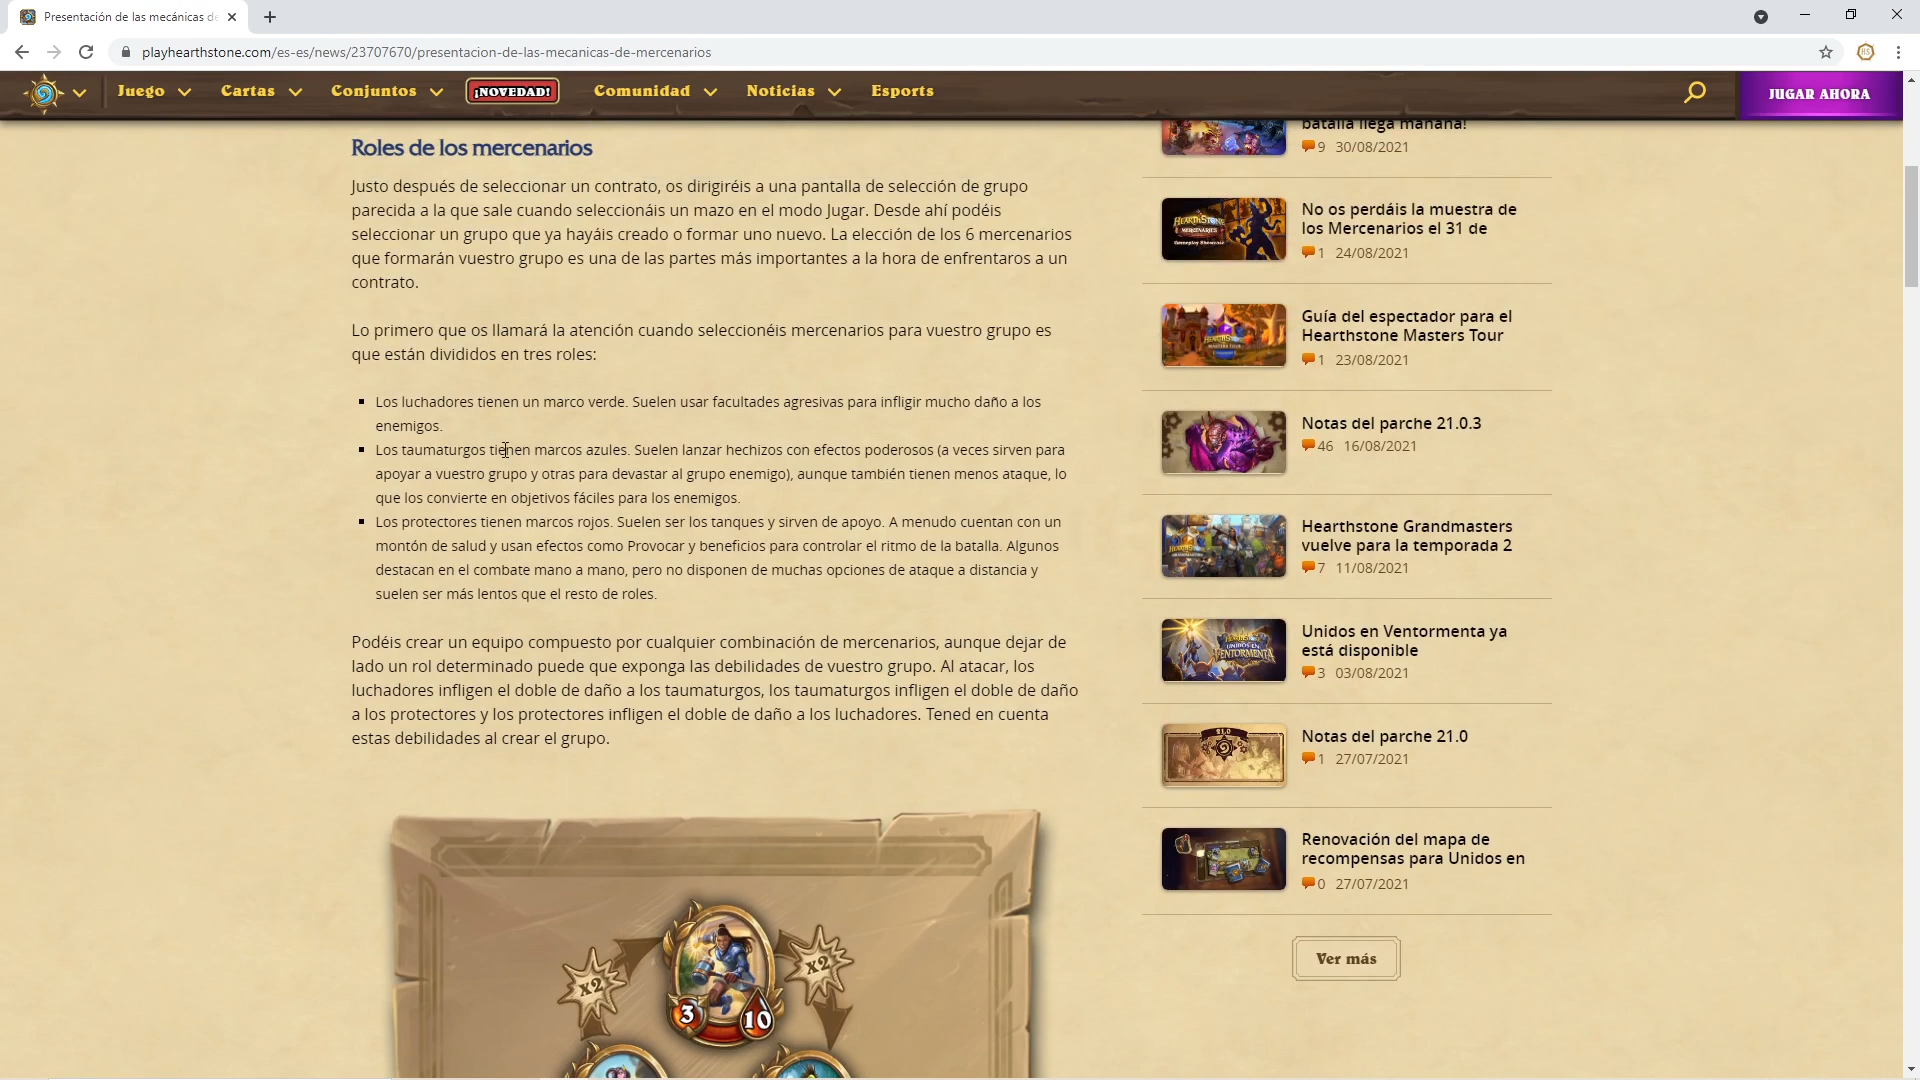 Presentación de las mecánicas de
playhearthstone.com/es-es/news/23707670/presentacion-de-las-mecanicas-de-mercenarios
Juego
Cartas
Conjuntos
¡NOVEDAD!
Comunidad
Noticias
Esports
JUGAR AHORA
Roles de los mercenarios
Justo después de seleccionar un contrato, os dirigiréis a una pantalla de selección de grupo
parecida a la que sale cuando seleccionáis un mazo en el modo Jugar. Desde ahí podéis
seleccionar un grupo que ya hayáis creado o formar uno nuevo. La elección de los 6 mercenarios
que formarán vuestro grupo es una de las partes más importantes a la hora de enfrentaros a un
contrato.
Lo primero que os llamará la atención cuando seleccionéis mercenarios para vuestro grupo es
que están divididos en tres roles:
Los luchadores tienen un marco verde. Suelen usar facultades agresivas para infligir mucho daño a los
enemigos.
Los taumaturgos tienen marcos azules. Suelen lanzar hechizos con efectos poderosos (a veces sirven para
apoyar a vuestro grupo y otras para devastar al grupo enemigo), aunque también tienen menos ataque, lo
que los convierte en objetivos fáciles para los enemigos.
Los protectores tienen marcos rojos. Suelen ser los tanques y sirven de apoyo. A menudo cuentan con un
montón de salud y usan efectos como Provocar y beneficios para controlar el ritmo de la batalla. Algunos
destacan en el combate mano a mano, pero no disponen de muchas opciones de ataque a distancia y
suelen ser más lentos que el resto de roles.
Podéis crear un equipo compuesto por cualquier combinación de mercenarios, aunque dejar de
lado un rol determinado puede que exponga las debilidades de vuestro grupo. Al atacar, los
luchadores infligen el doble de daño a los taumaturgos, los taumaturgos infligen el doble de daño
a los protectores y los protectores infligen el doble de daño a los luchadores. Tened en cuenta
estas debilidades al crear el grupo.
X2
X2
3
10
batalla llega mañana!
9 30/08/2021
HEARTHSTONE
MERCENARIES
Gameplay Showcase
No os perdáis la muestra de
los Mercenarios el 31 de
1 24/08/2021
HEARTHSTONE
MASTERS TOUR
Guía del espectador para el
Hearthstone Masters Tour
1 23/08/2021
Notas del parche 21.0.3
46 16/08/2021
HEARTHSTONE
GRANDMASTERS
Hearthstone Grandmasters
vuelve para la temporada 2
7 11/08/2021
HEARTHSTONE
UNIDOS EN
VENTORMENTA
Unidos en Ventormenta ya
está disponible
3 03/08/2021
21.0
Notas del parche 21.0
1 27/07/2021
Renovación del mapa de
recompensas para Unidos en
0 27/07/2021
Ver más